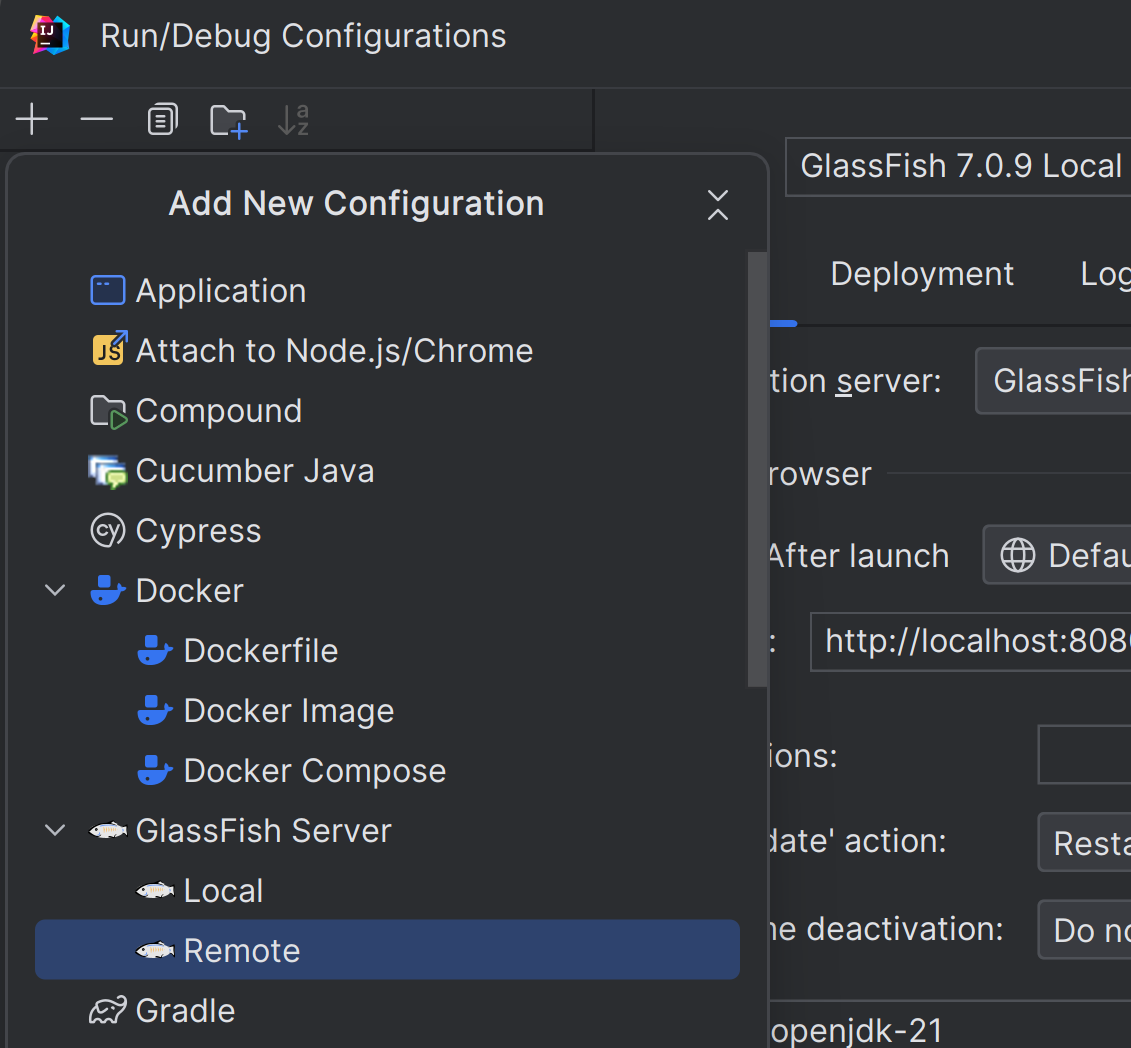 Run/Debug Configurations
Add New Configuration
Application
Attach to Node.js/Chrome
Compound
Cucumber Java
Cypress
Docker
Dockerfile
Docker Image
Docker Compose
GlassFish Server
Local
Remote
Gradle
GlassFish 7.0.9 Local
Deployment
Log
tion server:
GlassFish
rowser
After launch
Defau
:
http://localhost:8080
ions:
date' action:
Resta
ne deactivation:
Do no
openjdk-21